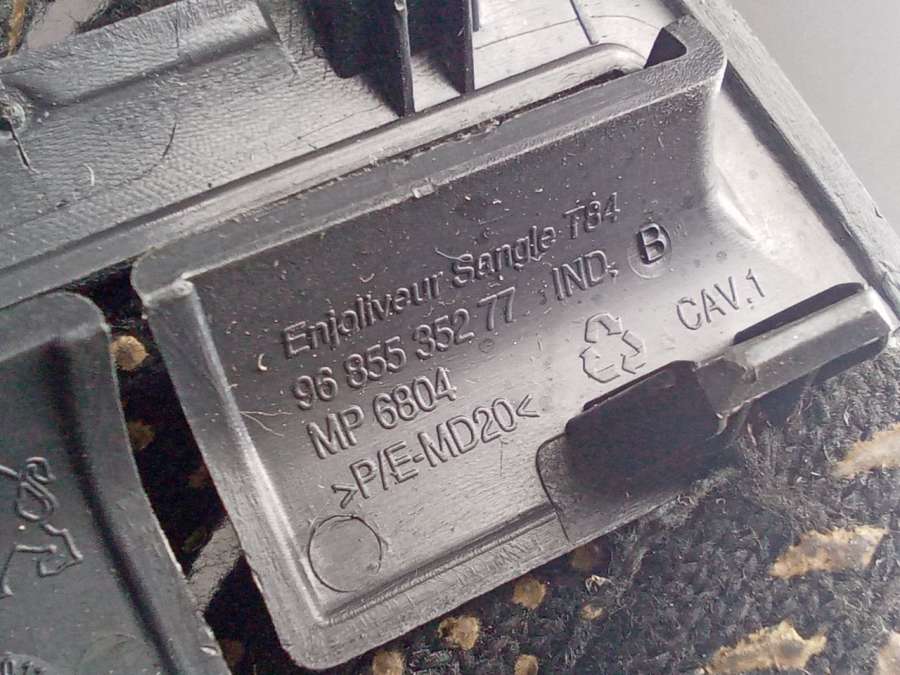 Enjoliveur Sangle T84
96 855 352 77 IND. B
MP 6804 CAV.1
>P/E-MD20<